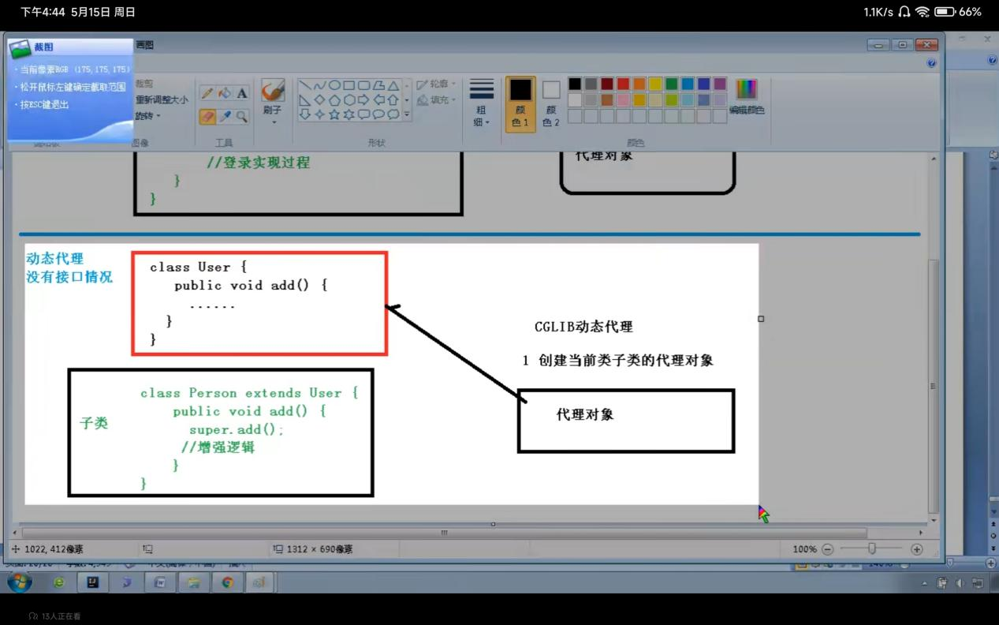 下午4:44 5月15日 周日
1.1K/s
66%
截图
画图
·当前像素RGB (175, 175, 175)
·松开鼠标左键确定截取范围
·按ESC键退出
裁剪
重新调整大小
旋转
图像
A
工具
刷子
轮廓
填充
形状
粗细
颜色 1
颜色 2
编辑颜色
颜色
//登录实现过程
}
}
代理对象
动态代理
没有接口情况
class User {
public void add() {
......
}
}
CGLIB动态代理
1 创建当前类子类的代理对象
代理对象
子类
class Person extends User {
public void add() {
super.add();
//增强逻辑
}
}
1022, 412像素
1312 × 690像素
100%
13人正在看